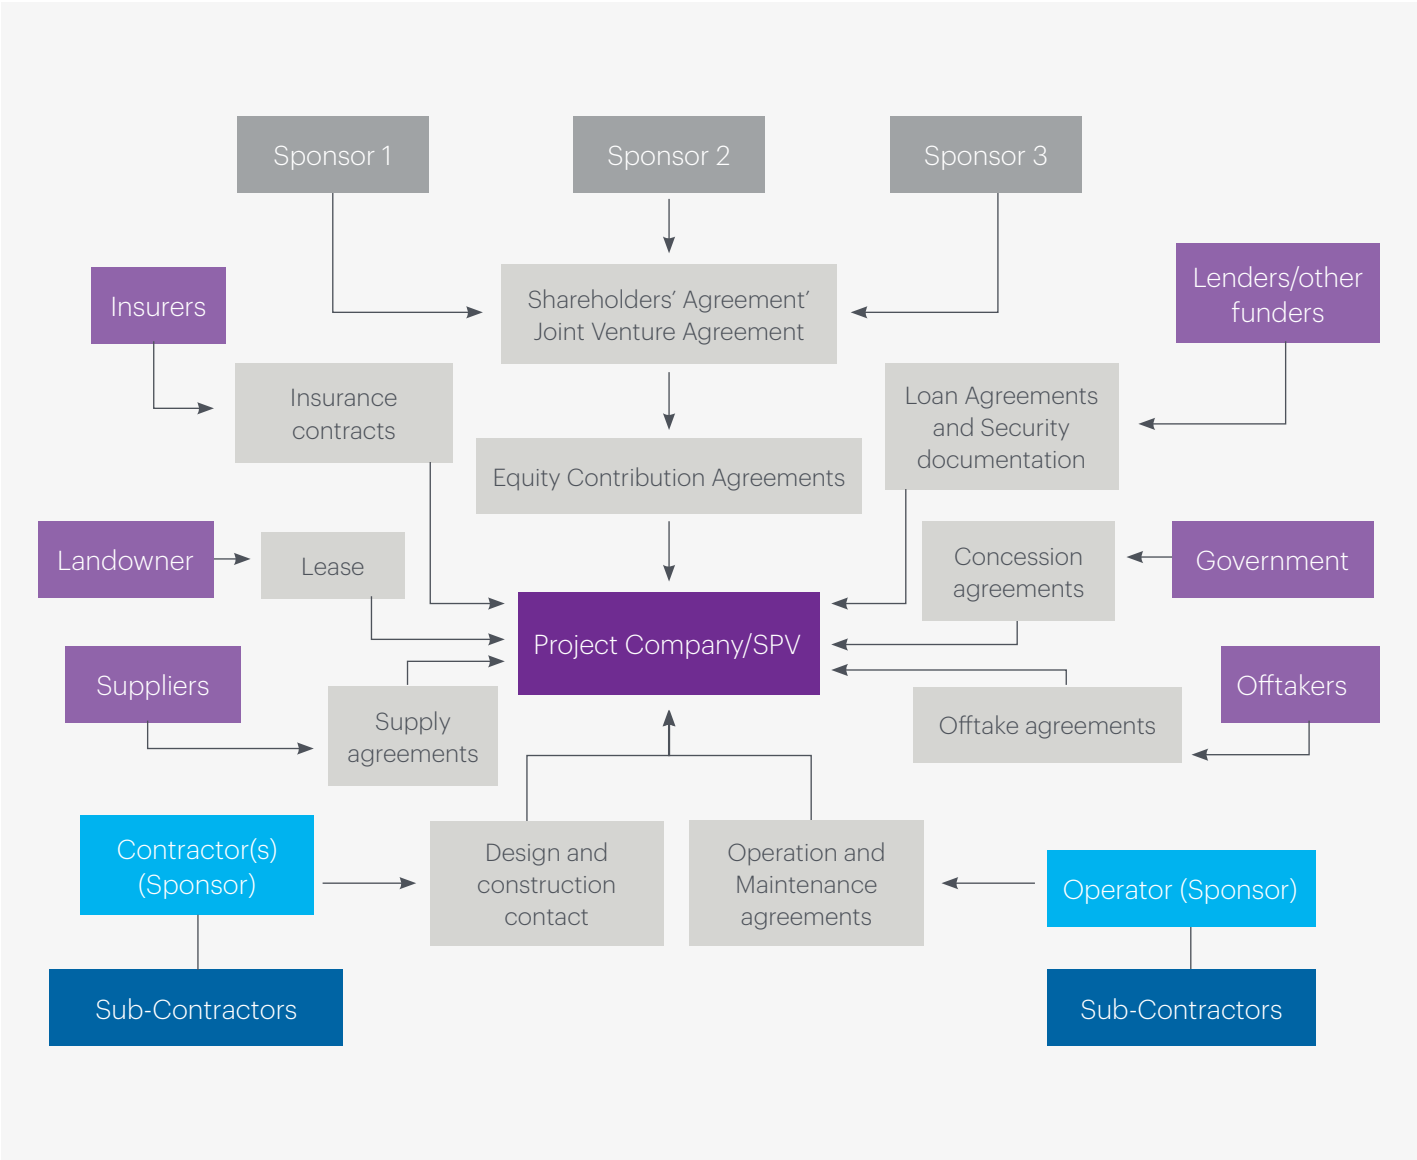 Sponsor 1
Sponsor 2
Sponsor 3
Insurers
Shareholders’ Agreement’
Joint Venture Agreement
Lenders/other
funders
Insurance
contracts
Loan Agreements
and Security
documentation
Equity Contribution Agreements
Landowner
Lease
Concession
agreements
Government
Project Company/SPV
Suppliers
Supply
agreements
Offtake agreements
Offtakers
Contractor(s)
(Sponsor)
Design and
construction
contact
Operation and
Maintenance
agreements
Operator (Sponsor)
Sub-Contractors
Sub-Contractors